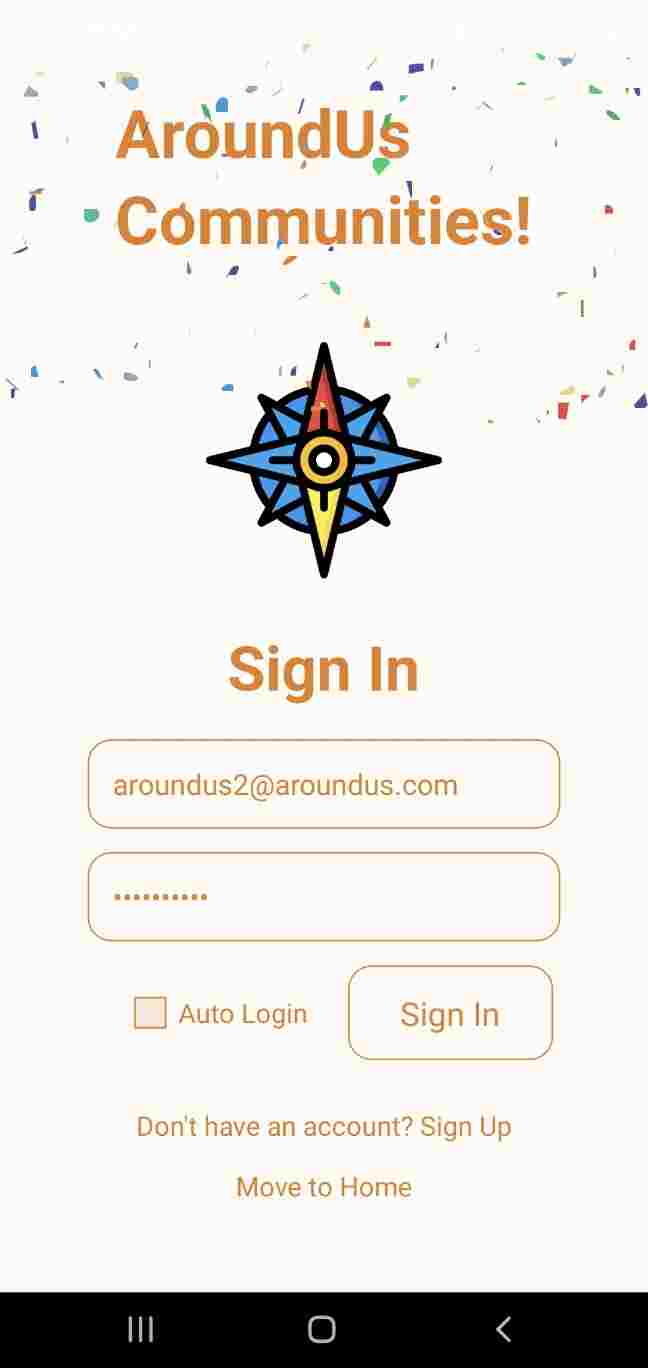 AroundUs
Communities!
Sign In
aroundus2@aroundus.com
••••••••••
Auto Login
Sign In
Don't have an account? Sign Up
Move to Home